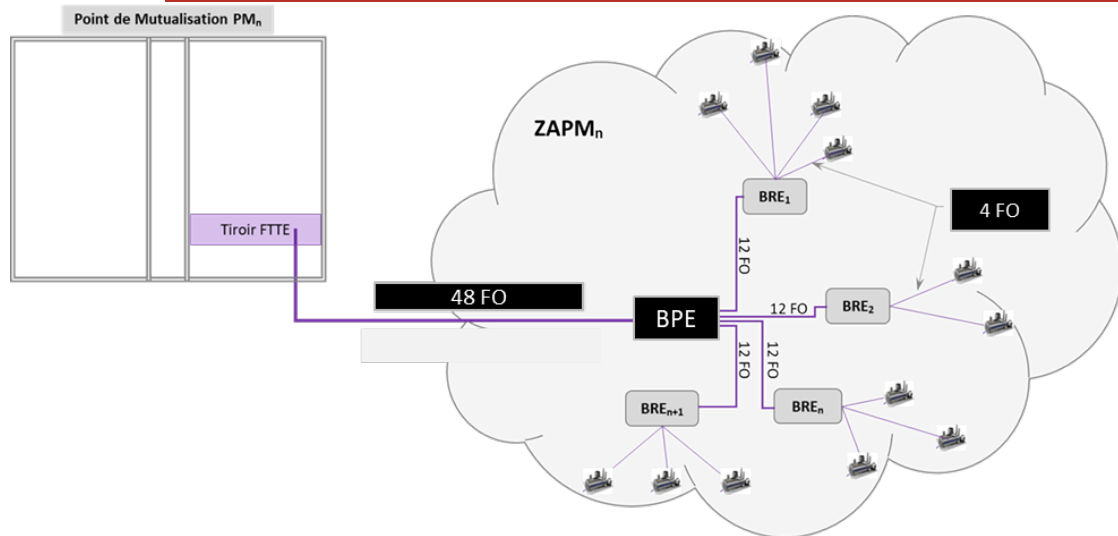 Point de Mutualisation PMn
ZAPMn
BRE1
4 FO
Tiroir FTTE
12 FO
48 FO
BPE
12 FO
BRE2
12 FO
12 FO
BREn+1
BREn